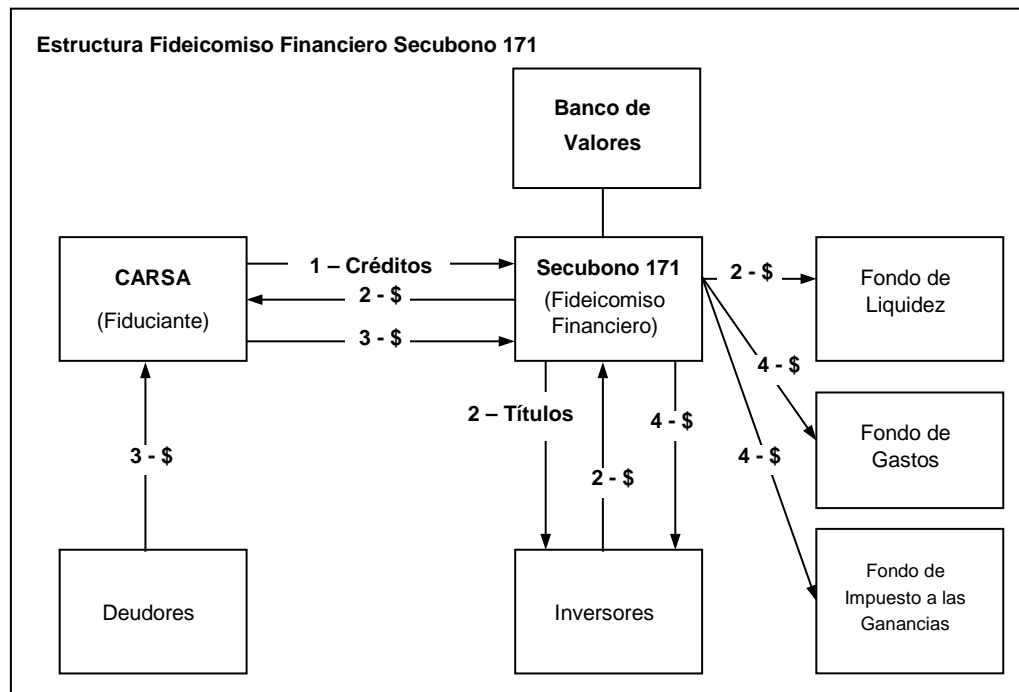 Estructura Fideicomiso Financiero Secubono 171
Banco de
Valores
CARSA
(Fiduciante)
1 – Créditos
2 - $
3 - $
Secubono 171
(Fideicomiso
Financiero)
2 - $
Fondo de
Liquidez
4 - $
Fondo de
Gastos
4 - $
Fondo de
Impuesto a las
Ganancias
3 - $
2 – Títulos
2 - $
4 - $
Deudores
Inversores